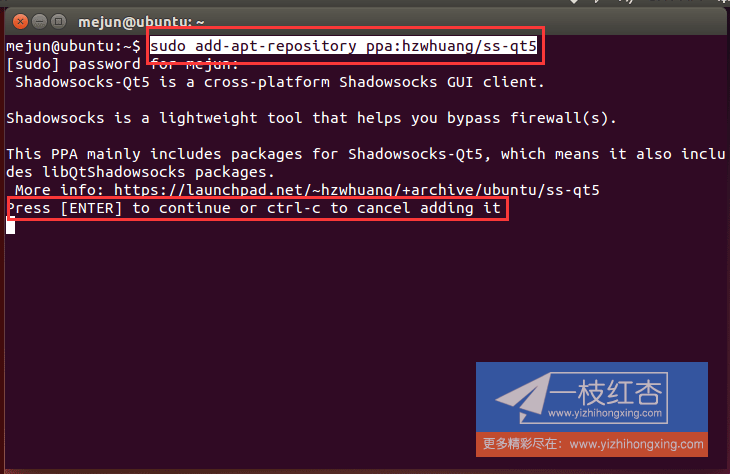 mejun@ubuntu: ~
mejun@ubuntu:~$ sudo add-apt-repository ppa:hzwhuang/ss-qt5
[sudo] password for mejun:
Shadowsocks-Qt5 is a cross-platform Shadowsocks GUI client.
Shadowsocks is a lightweight tool that helps you bypass firewall(s).
This PPA mainly includes packages for Shadowsocks-Qt5, which means it also inclu
des libQtShadowsocks packages.
More info: https://launchpad.net/~hzwhuang/+archive/ubuntu/ss-qt5
Press [ENTER] to continue or ctrl-c to cancel adding it
一枝红杏
www.yizhihongxing.com
更多精彩尽在：www.yizhihongxing.com